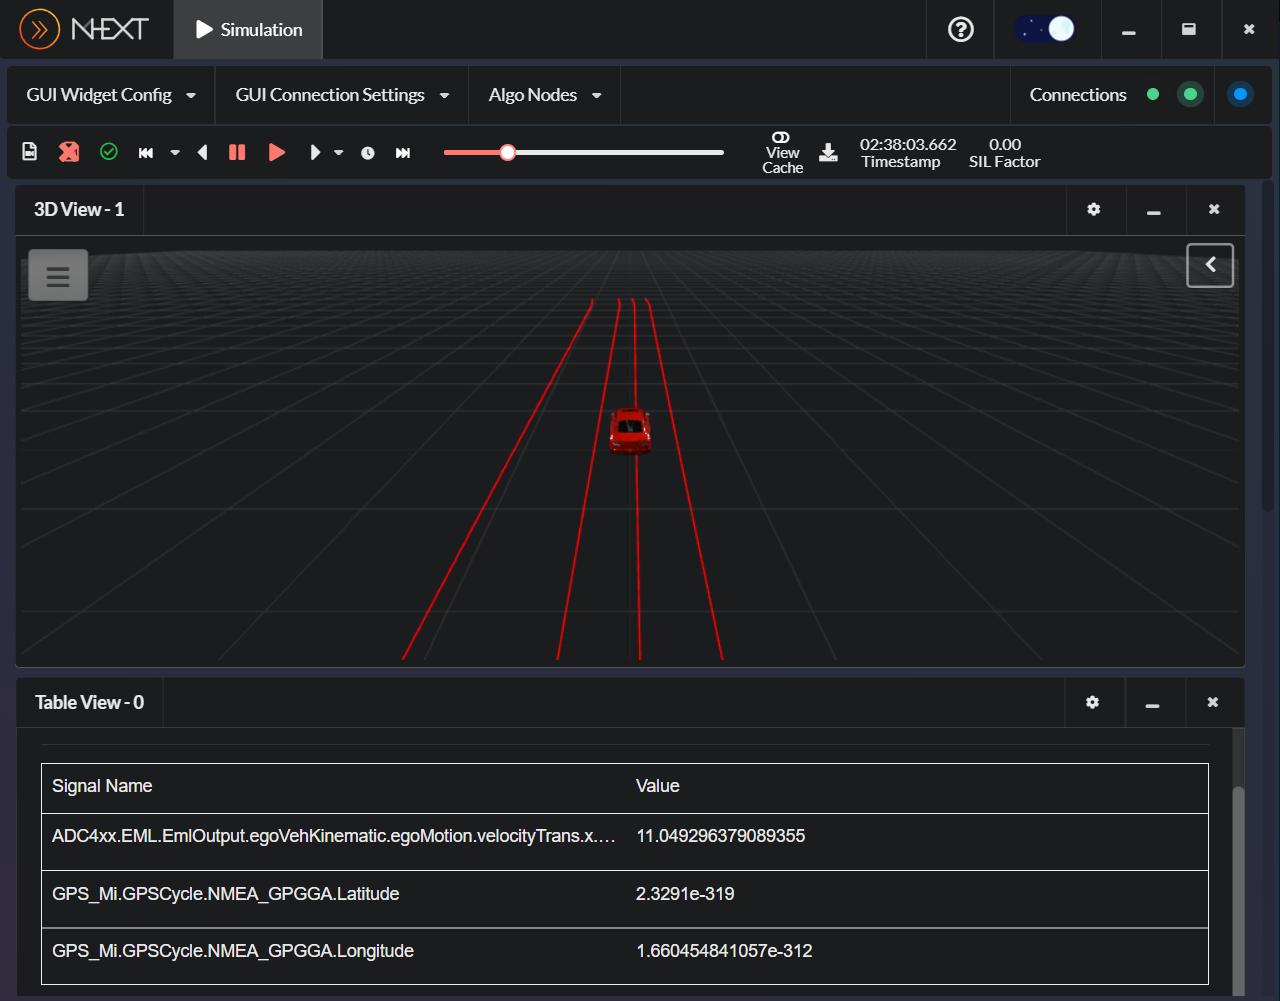 NEXT
Simulation
GUI Widget Config
GUI Connection Settings
Algo Nodes
Connections
View
Cache
02:38:03.662
Timestamp
0.00
SIL Factor
3D View - 1
Table View - 0
Signal Name Value
ADC4xx.EML.EmlOutput.egoVehKinematic.egoMotion.velocityTrans.x.… 11.049296379089355
GPS_Mi.GPSCycle.NMEA_GPGGA.Latitude 2.3291e-319
GPS_Mi.GPSCycle.NMEA_GPGGA.Longitude 1.660454841057e-312